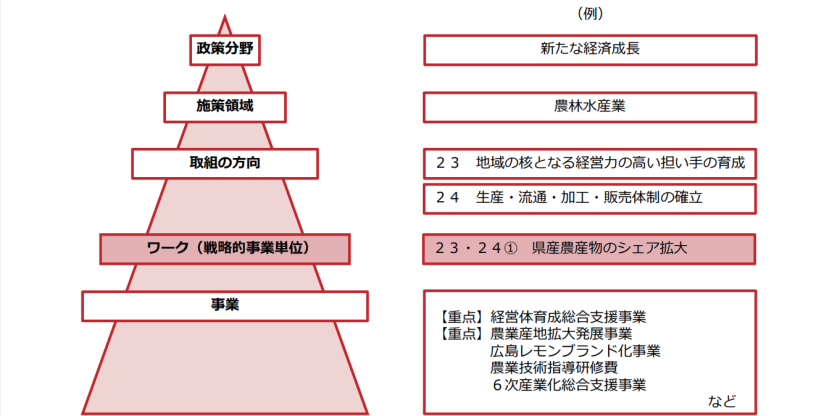 （例）
政策分野
新たな経済成長
施策領域
農林水産業
取組の方向
２３　地域の核となる経営力の高い担い手の育成
２４　生産・流通・加工・販売体制の確立
ワーク（戦略的事業単位）
２３・２４①　県産農産物のシェア拡大
事業
【重点】経営体育成総合支援事業
【重点】農業産地拡大発展事業
広島レモンブランド化事業
農業技術指導研修費
６次産業化総合支援事業
など